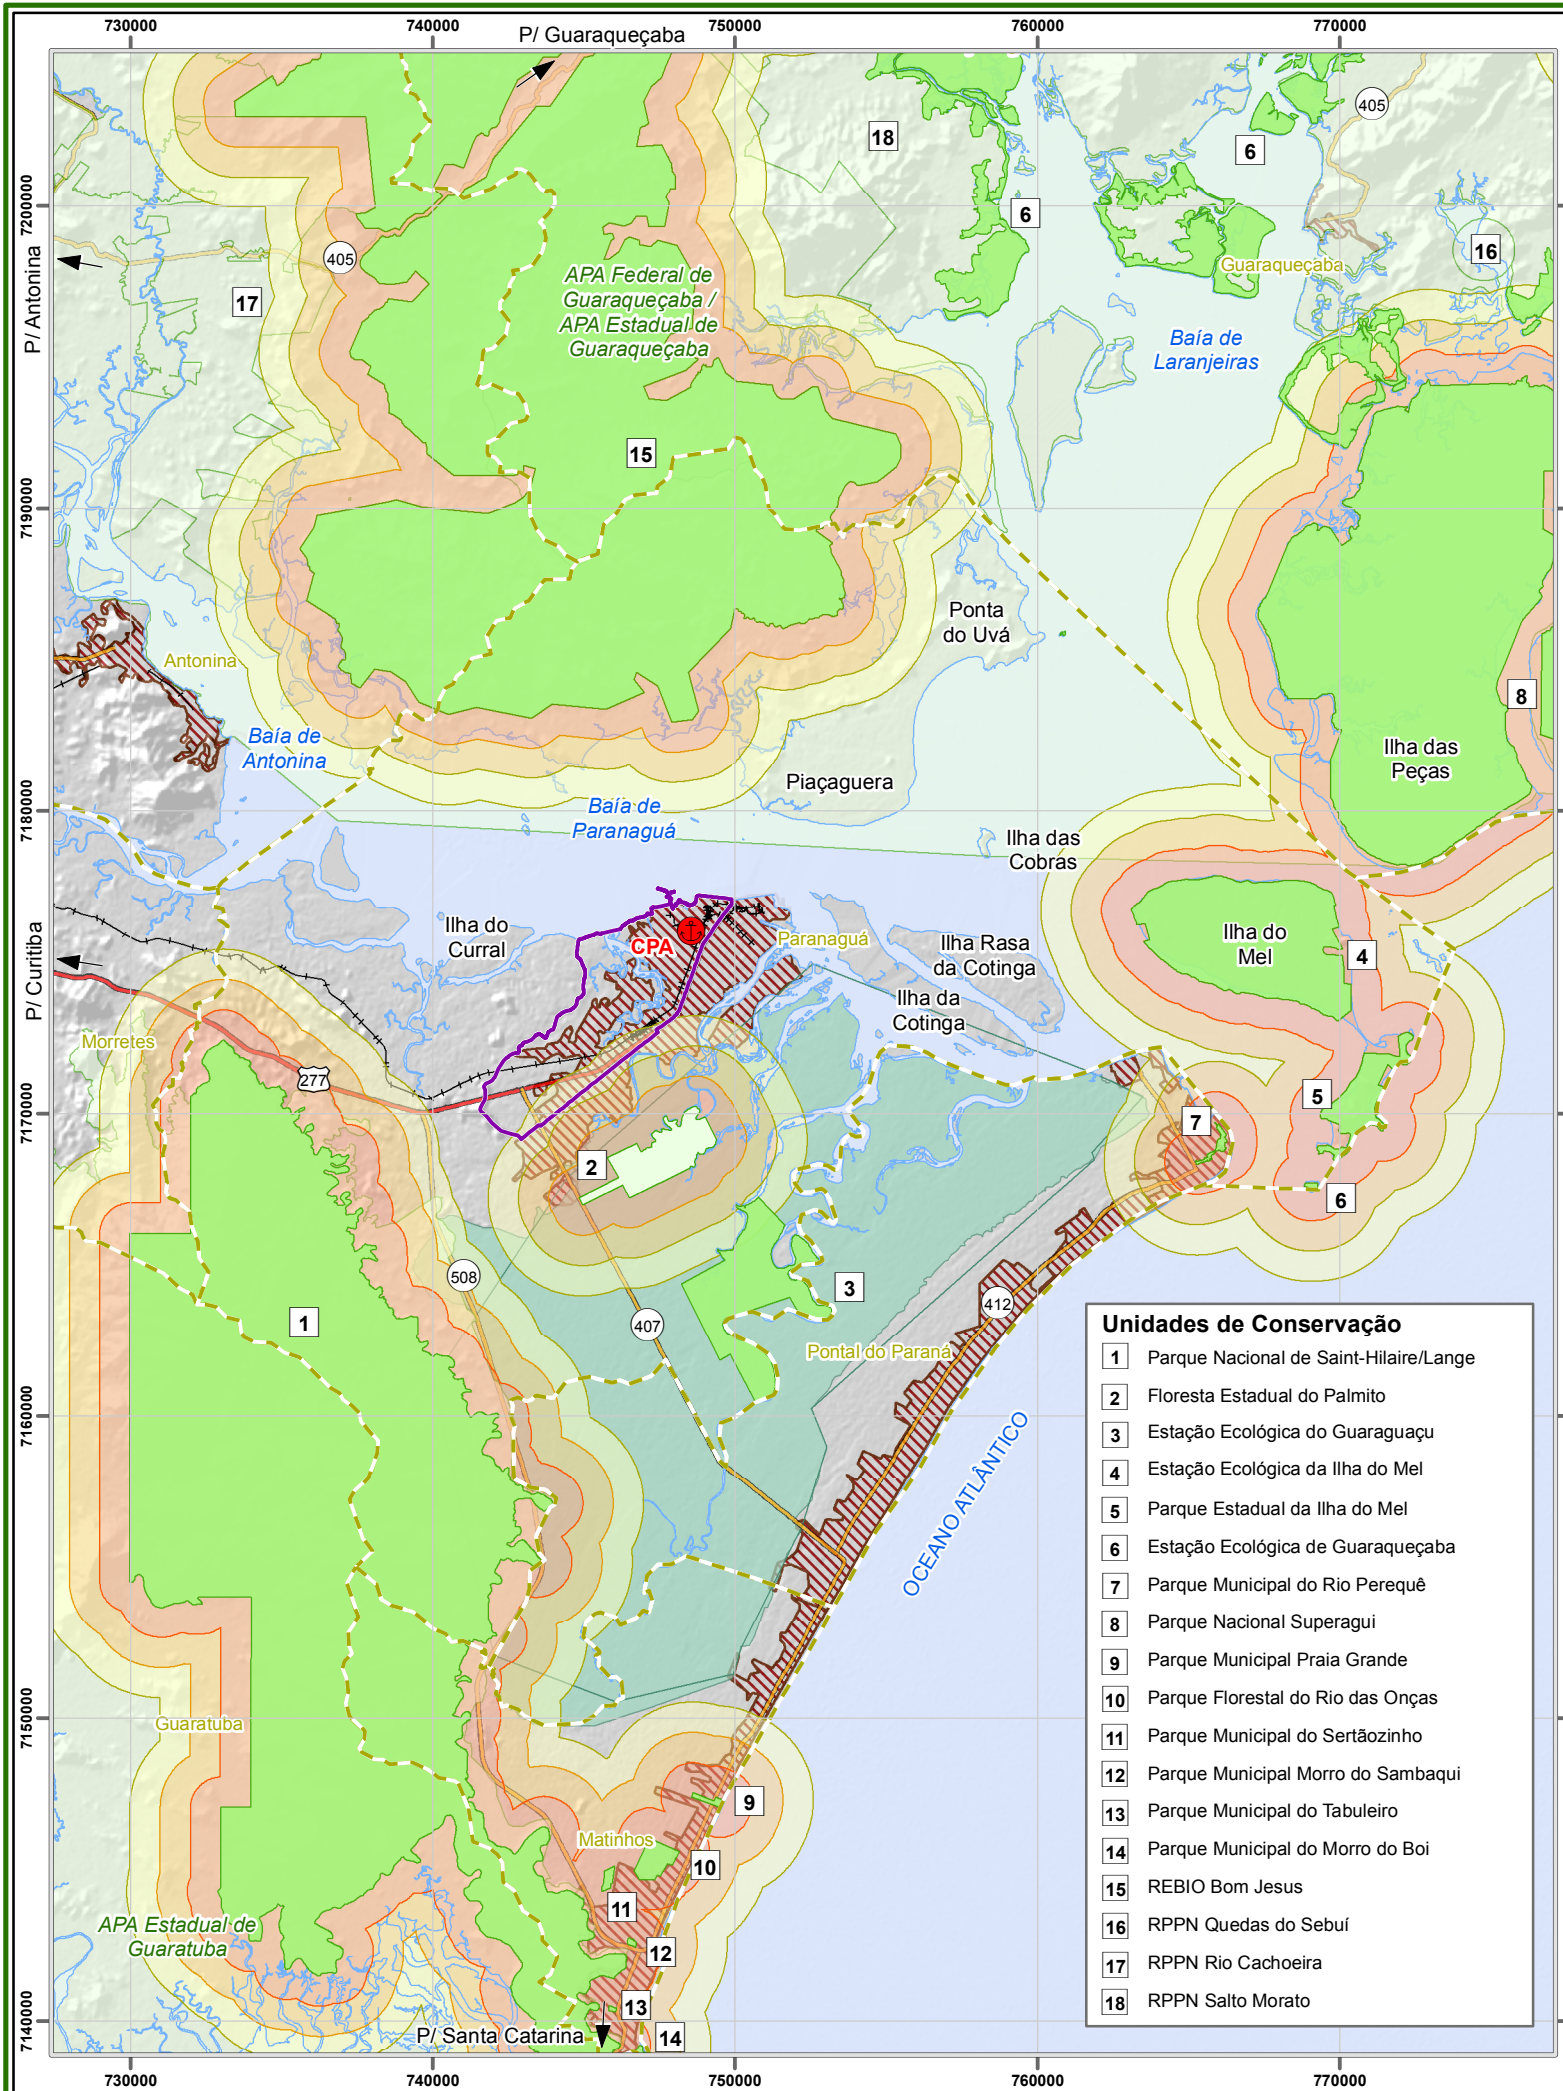 730000
740000
750000
760000
770000
P/ Guaraqueçaba
405
18
6
7200000
6
P/ Antonina
405
16
Guaraqueçaba
17
APA Federal de
Guaraqueçaba /
APA Estadual de
Guaraqueçaba
Baía de
Laranjeiras
15
7190000
Ponta
do Uvá
Antonina
8
Baía de
Antonina
Ilha das
Peças
Piaçaguera
7180000
Baía de
Paranaguá
Ilha das
Cobras
P/ Curitiba
Ilha do
Curral
CPA
Paranaguá
Ilha Rasa
da Cotinga
Ilha do
Mel
4
Ilha da
Cotinga
Morretes
277
5
7170000
7
2
6
508
3
412
1
407
Pontal do Paraná
7160000
OCEANO ATLÂNTICO
7150000
Guaratuba
9
Matinhos
10
11
APA Estadual de
Guaratuba
12
13
7140000
P/ Santa Catarina
14
Unidades de Conservação
1 Parque Nacional de Saint-Hilaire/Lange
2 Floresta Estadual do Palmito
3 Estação Ecológica do Guaraguaçu
4 Estação Ecológica da Ilha do Mel
5 Parque Estadual da Ilha do Mel
6 Estação Ecológica de Guaraqueçaba
7 Parque Municipal do Rio Perequê
8 Parque Nacional Superagui
9 Parque Municipal Praia Grande
10 Parque Florestal do Rio das Onças
11 Parque Municipal do Sertãozinho
12 Parque Municipal Morro do Sambaqui
13 Parque Municipal do Tabuleiro
14 Parque Municipal do Morro do Boi
15 REBIO Bom Jesus
16 RPPN Quedas do Sebuí
17 RPPN Rio Cachoeira
18 RPPN Salto Morato
730000
740000
750000
760000
770000